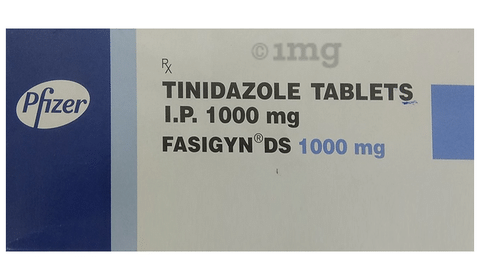 ©1mg
Pfizer
Rx
TINIDAZOLE TABLETS
I.P. 1000 mg
FASIGYN®DS 1000 mg